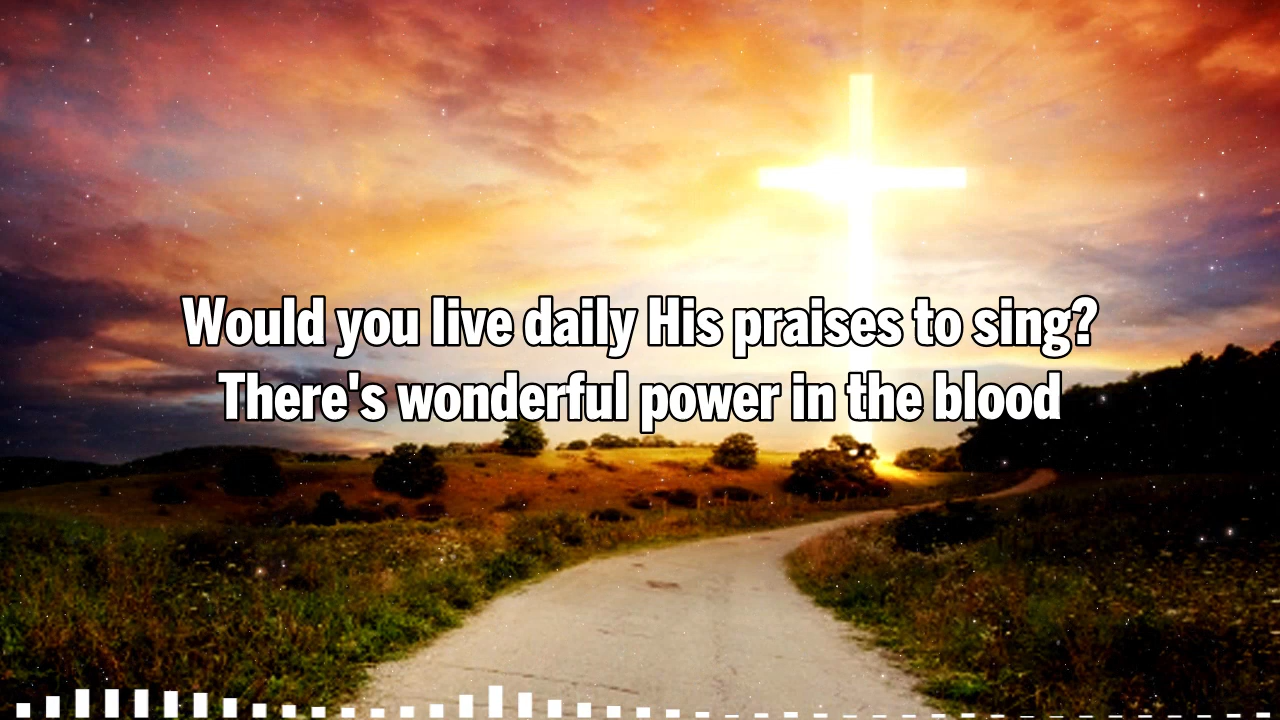 Would you live daily His praises to sing?
There's wonderful power in the blood